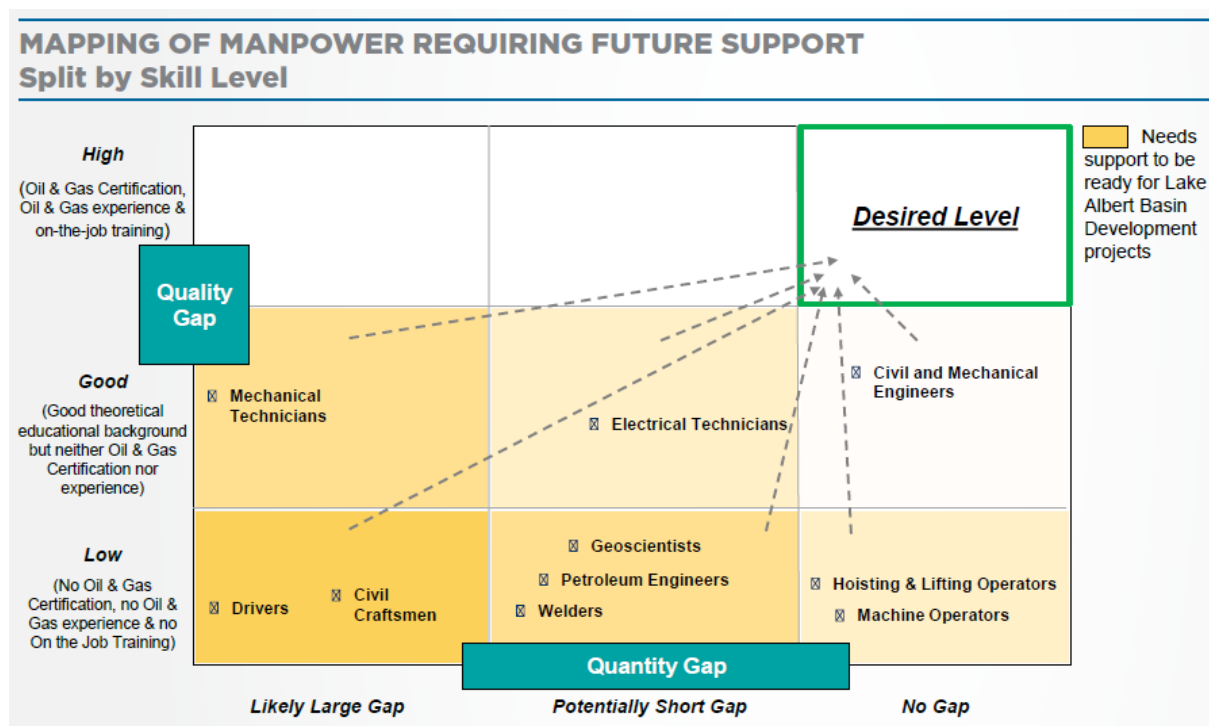 MAPPING OF MANPOWER REQUIRING FUTURE SUPPORT
Split by Skill Level
High
(Oil & Gas Certification,
Oil & Gas experience &
on-the-job training)
Quality
Gap
Good
(Good theoretical
educational background
but neither Oil & Gas
Certification nor
experience)
Low
(No Oil & Gas
Certification, no Oil &
Gas experience & no
On the Job Training)
Desired Level
Needs
support to be
ready for Lake
Albert Basin
Development
projects
Mechanical
Technicians
Electrical Technicians
Civil and Mechanical
Engineers
Drivers
Civil
Craftsmen
Geoscientists
Petroleum Engineers
Welders
Hoisting & Lifting Operators
Machine Operators
Quantity Gap
Likely Large Gap
Potentially Short Gap
No Gap